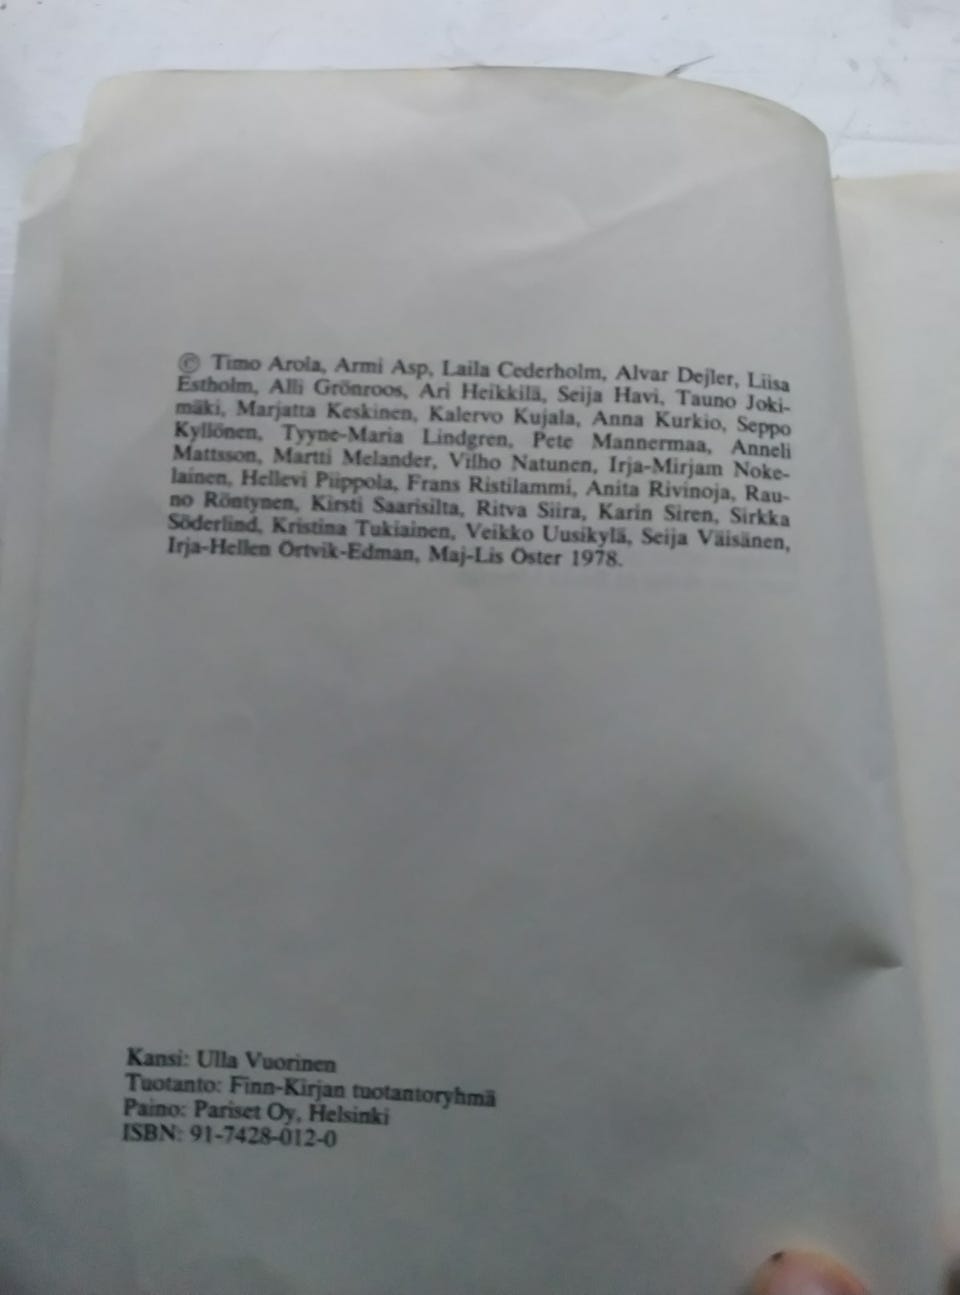 © Timo Arola, Armi Asp, Laila Cederholm, Alvar Dejler, Liisa
Estholm, Alli Grönroos, Ari Heikkilä, Seija Havi, Tauno Joki-
mäki, Marjatta Keskinen, Kalervo Kujala, Anna Kurkio, Seppo
Kyllönen, Tyyne-Maria Lindgren, Pete Mannermaa, Anneli
Mattsson, Martti Melander, Vilho Natunen, Irja-Mirjam Noke-
lainen, Hellevi Piippola, Frans Ristilammi, Anita Rivinoja, Rau-
no Röntynen, Kirsti Saarisilta, Ritva Siira, Karin Siren, Sirkka
Söderlind, Kristina Tukiainen, Veikko Uusikylä, Seija Väisänen,
Irja-Hellen Örtvik-Edman, Maj-Lis Öster 1978.
Kansi: Ulla Vuorinen
Tuotanto: Finn-Kirjan tuotantoryhmä
Paino: Pariset Oy, Helsinki
ISBN: 91-7428-012-0